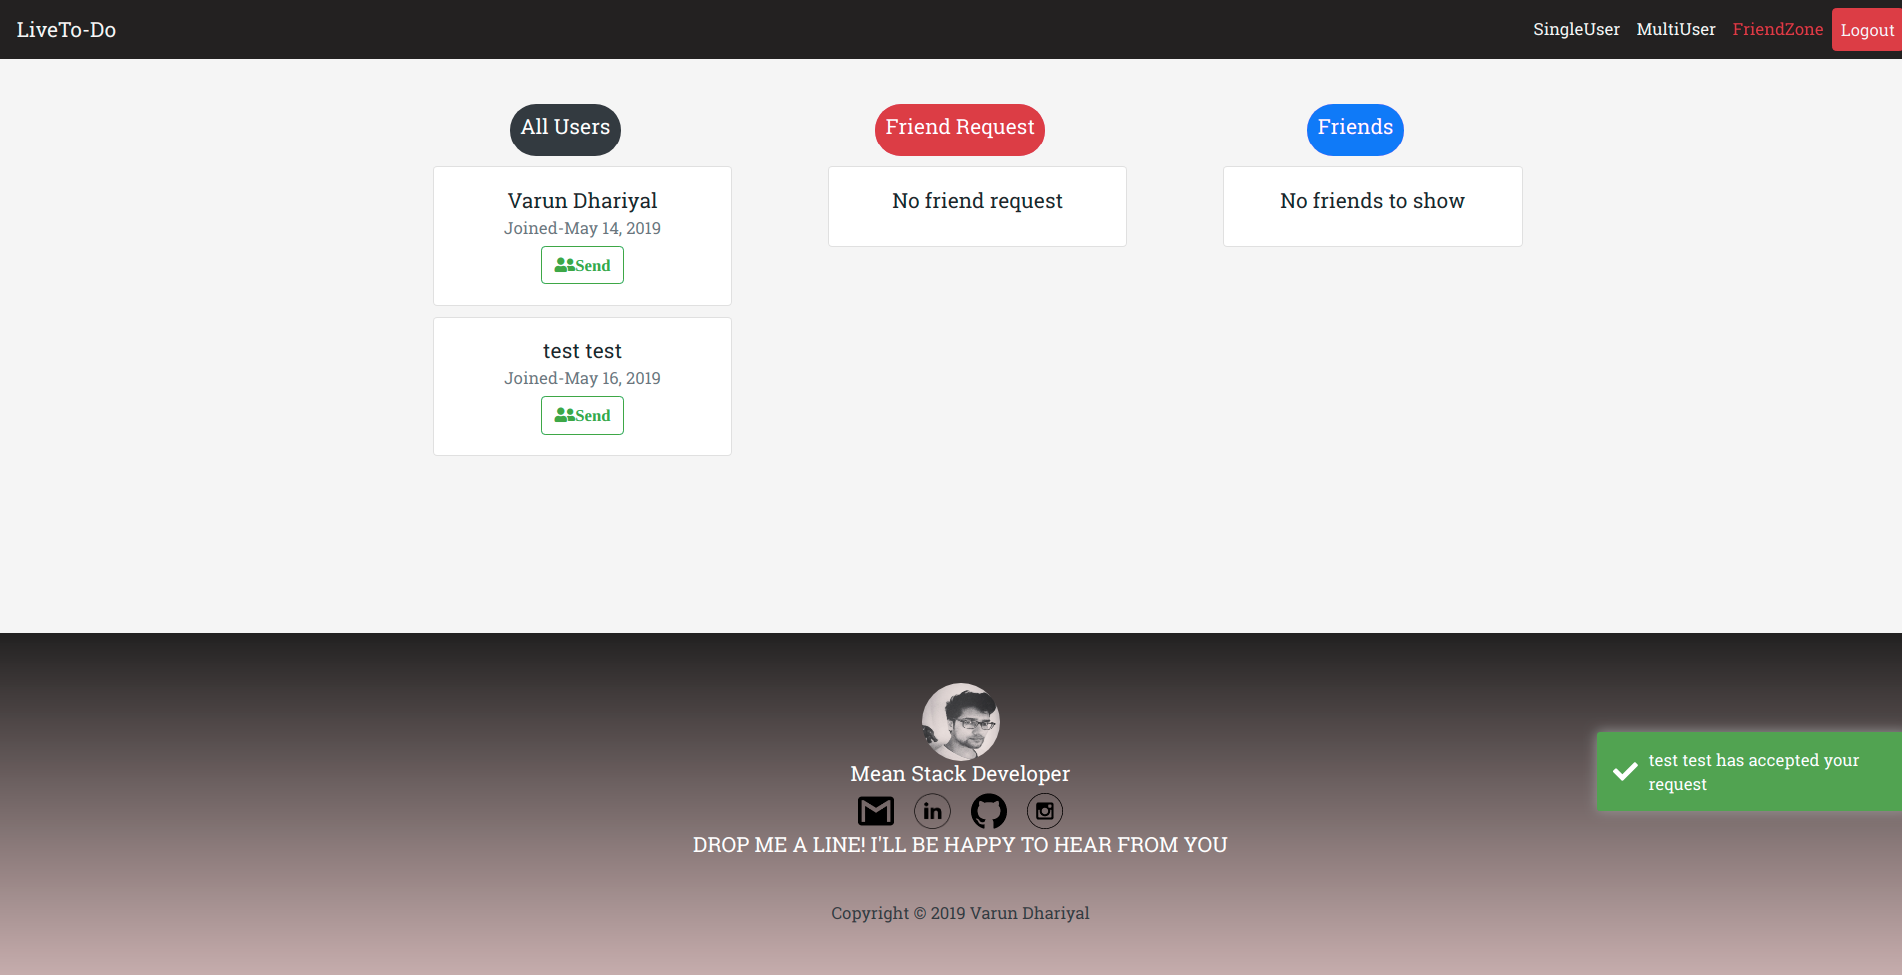 LiveTo-Do
SingleUser
MultiUser
FriendZone
Logout
All Users
Varun Dhariyal
Joined-May 14, 2019
Send
test test
Joined-May 16, 2019
Send
Friend Request
No friend request
Friends
No friends to show
Mean Stack Developer
in
DROP ME A LINE! I'LL BE HAPPY TO HEAR FROM YOU
Copyright © 2019 Varun Dhariyal
test test has accepted your
request